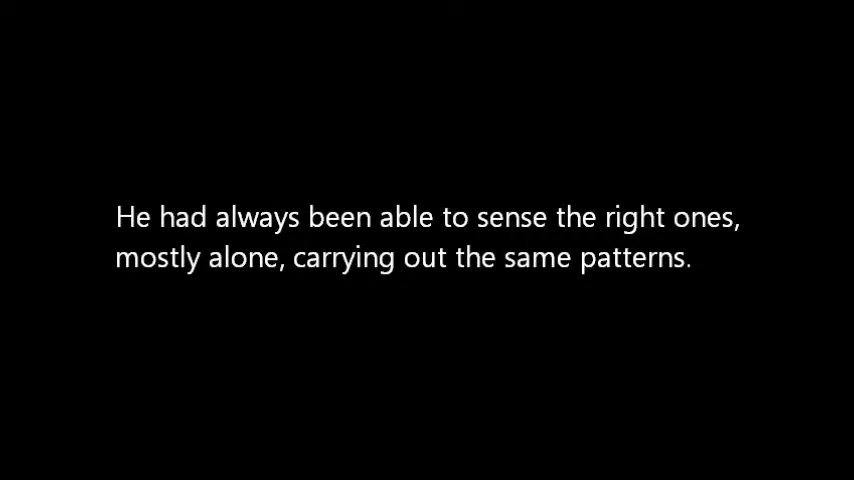 He had always been able to sense the right ones,
mostly alone, carrying out the same patterns.